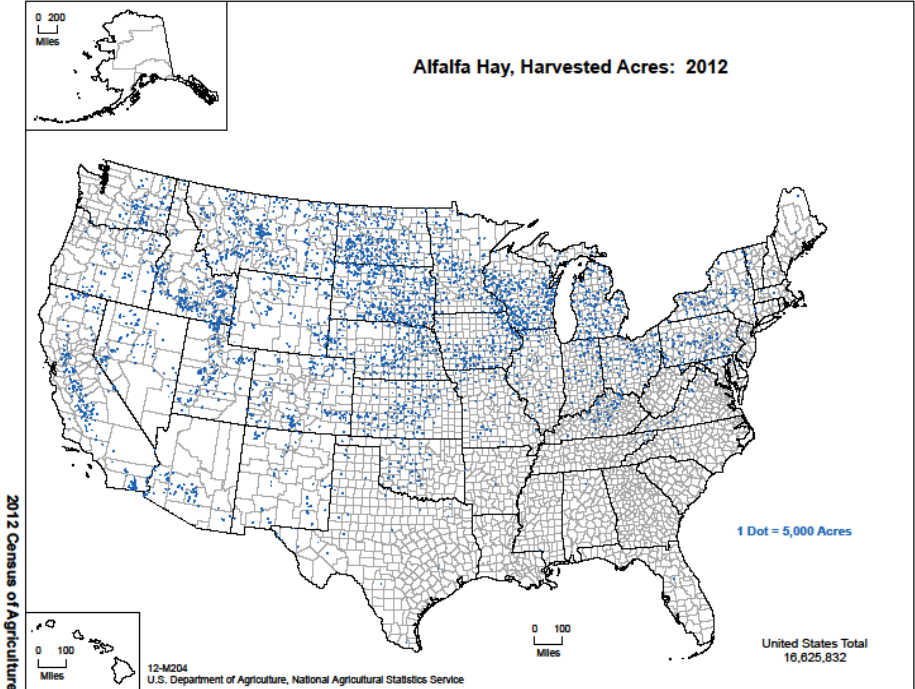 0 200
Miles
Alfalfa Hay, Harvested Acres: 2012
1 Dot = 5,000 Acres
2012 Census of Agriculture
0 100
Miles
0 100
Miles
12-M204
U.S. Department of Agriculture, National Agricultural Statistics Service
United States Total
16,625,832